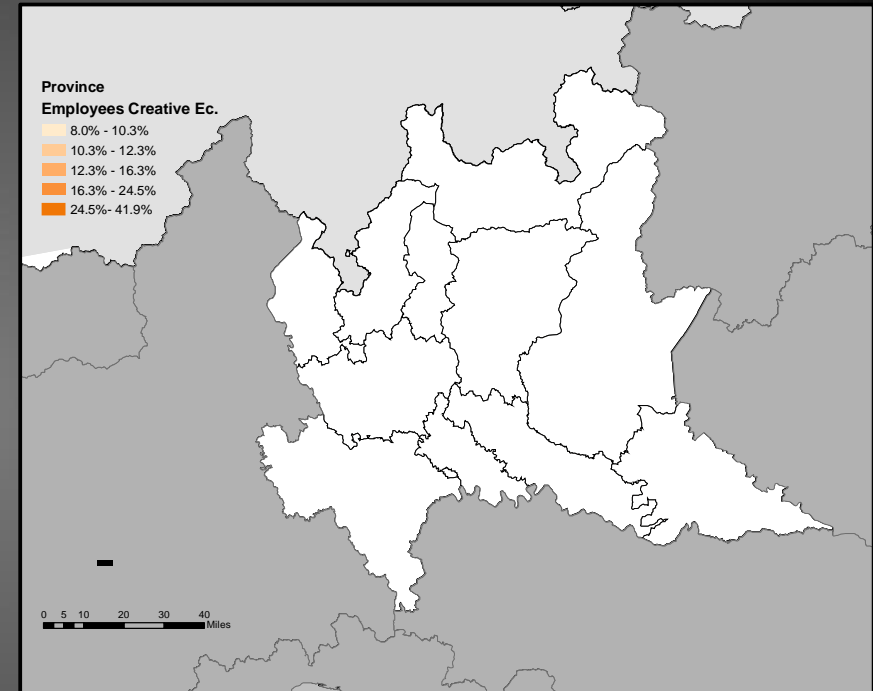 Province
Employees Creative Ec.
8.0% - 10.3%
10.3% - 12.3%
12.3% - 16.3%
16.3% - 24.5%
24.5%- 41.9%
0 5 10 20 30 40
Miles